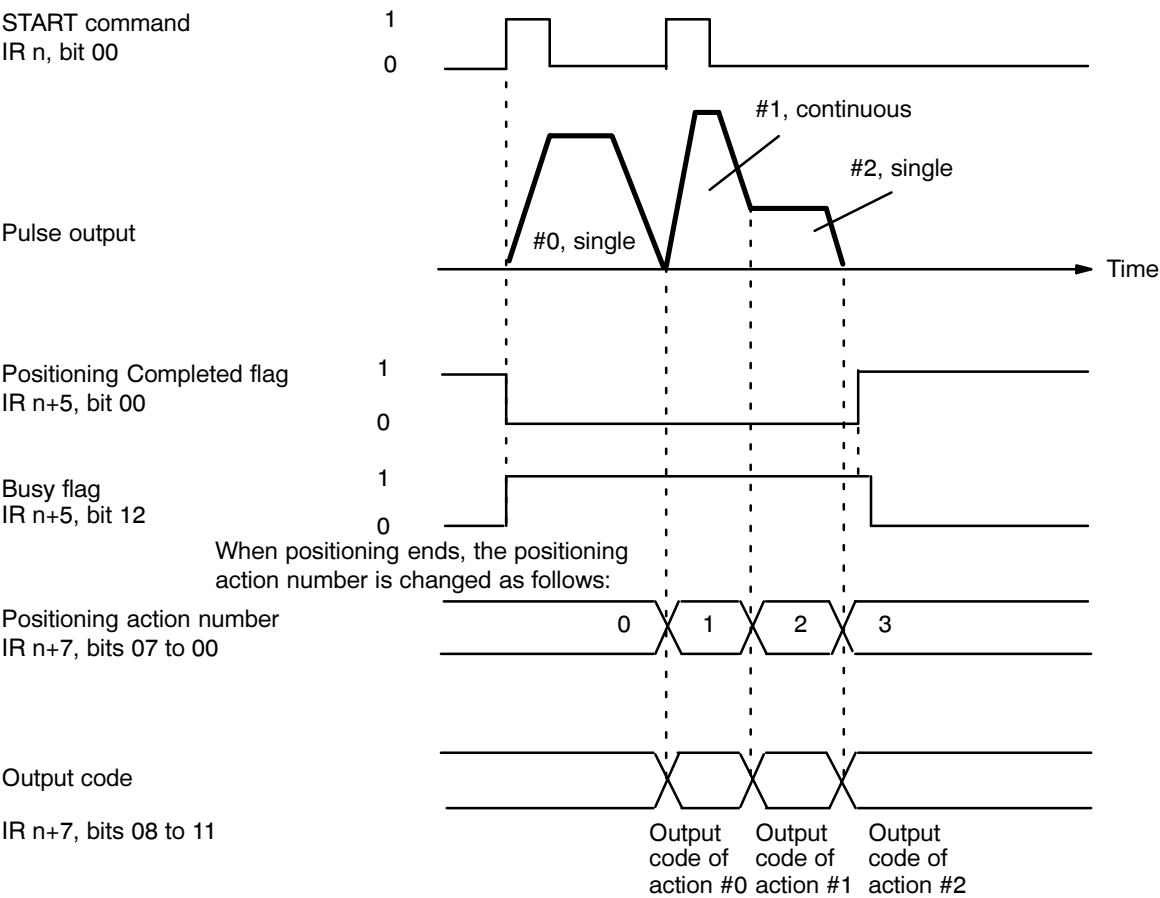 START command
IR n, bit 00
1
0
#1, continuous
#2, single
Pulse output
#0, single
Time
Positioning Completed flag
IR n+5, bit 00
1
0
Busy flag
IR n+5, bit 12
1
0
When positioning ends, the positioning
action number is changed as follows:
Positioning action number
IR n+7, bits 07 to 00
0
1
2
3
Output code
IR n+7, bits 08 to 11
Output
code of
action #0
Output
code of
action #1
Output
code of
action #2